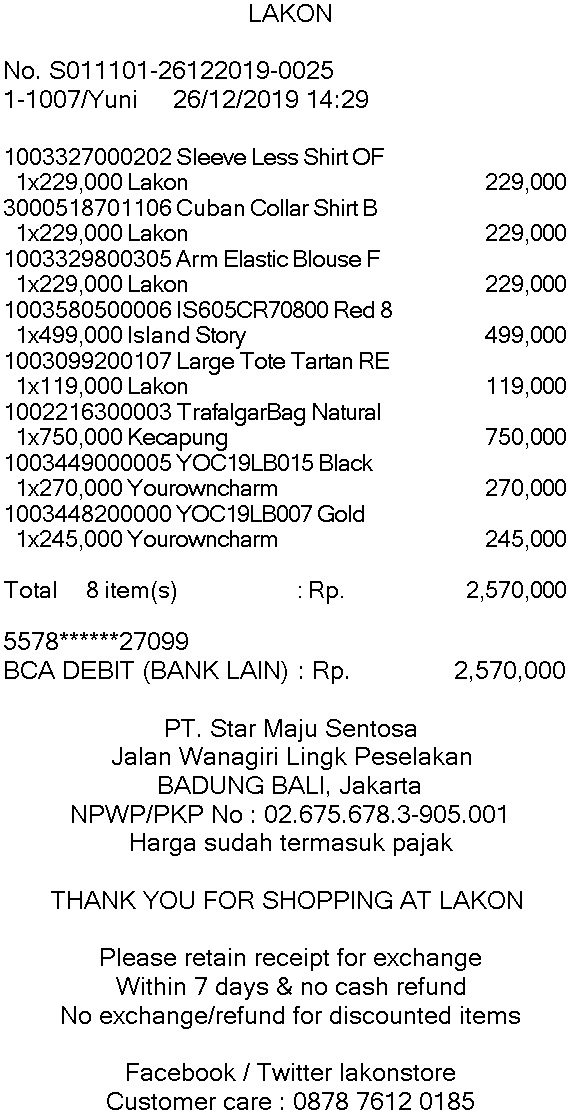 LAKON
No. S011101-26122019-0025
1-1007/Yuni 26/12/2019 14:29
1003327000202 Sleeve Less Shirt OF
1x229,000 Lakon 229,000
3000518701106 Cuban Collar Shirt B
1x229,000 Lakon 229,000
1003329800305 Arm Elastic Blouse F
1x229,000 Lakon 229,000
1003580500006 IS605CR70800 Red 8
1x499,000 Island Story 499,000
1003099200107 Large Tote Tartan RE
1x119,000 Lakon 119,000
1002216300003 TrafalgarBag Natural
1x750,000 Kecapung 750,000
1003449000005 YOC19LB015 Black
1x270,000 Yourowncharm 270,000
1003448200000 YOC19LB007 Gold
1x245,000 Yourowncharm 245,000
Total 8 item(s) : Rp. 2,570,000
5578******27099
BCA DEBIT (BANK LAIN) : Rp. 2,570,000
PT. Star Maju Sentosa
Jalan Wanagiri Lingk Peselakan
BADUNG BALI, Jakarta
NPWP/PKP No : 02.675.678.3-905.001
Harga sudah termasuk pajak
THANK YOU FOR SHOPPING AT LAKON
Please retain receipt for exchange
Within 7 days & no cash refund
No exchange/refund for discounted items
Facebook / Twitter lakonstore
Customer care : 0878 7612 0185